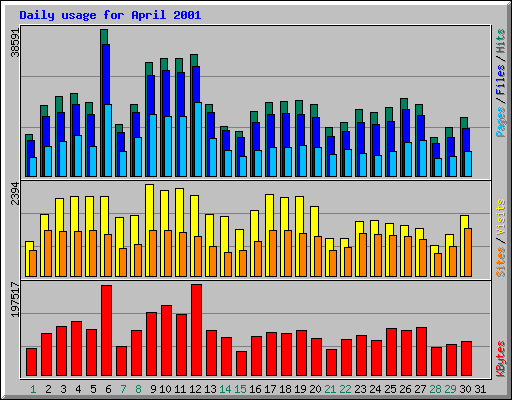 Daily usage for April 2001
38591
Pages / Files / Hits
2394
Sites / Visits
197517
KBytes
1 2 3 4 5 6 7 8 9 10 11 12 13 14 15 16 17 18 19 20 21 22 23 24 25 26 27 28 29 30 31